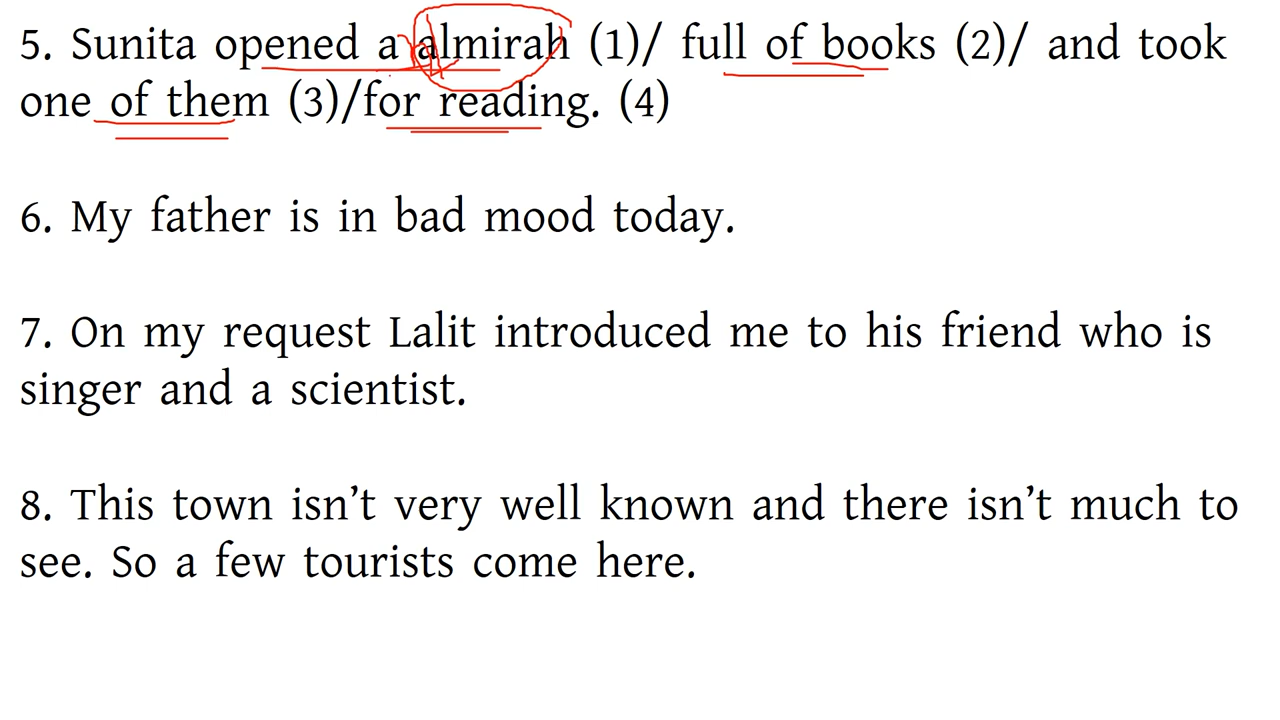 5. Sunita opened a almirah (1)/ full of books (2)/ and took
one of them (3)/for reading. (4)
6. My father is in bad mood today.
7. On my request Lalit introduced me to his friend who is
singer and a scientist.
8. This town isn’t very well known and there isn’t much to
see. So a few tourists come here.